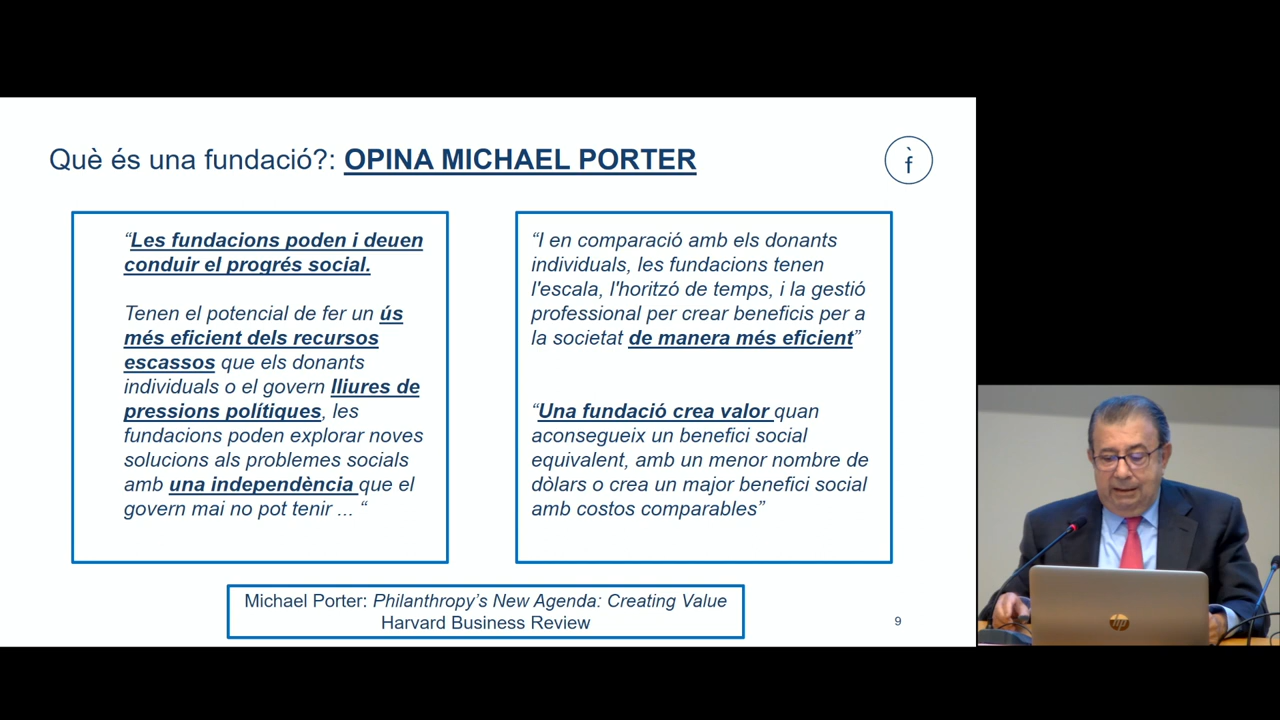 Què és una fundació?: OPINA MICHAEL PORTER
f̀
“Les fundacions poden i deuen
conduir el progrés social.
Tenen el potencial de fer un ús
més eficient dels recursos
escassos que els donants
individuals o el govern lliures de
pressions polítiques, les
fundacions poden explorar noves
solucions als problemes socials
amb una independència que el
govern mai no pot tenir ... “
“I en comparació amb els donants
individuals, les fundacions tenen
l'escala, l'horitzó de temps, i la gestió
professional per crear beneficis per a
la societat de manera més eficient”
“Una fundació crea valor quan
aconsegueix un benefici social
equivalent, amb un menor nombre de
dòlars o crea un major benefici social
amb costos comparables”
Michael Porter: Philanthropy’s New Agenda: Creating Value
Harvard Business Review
9
hp